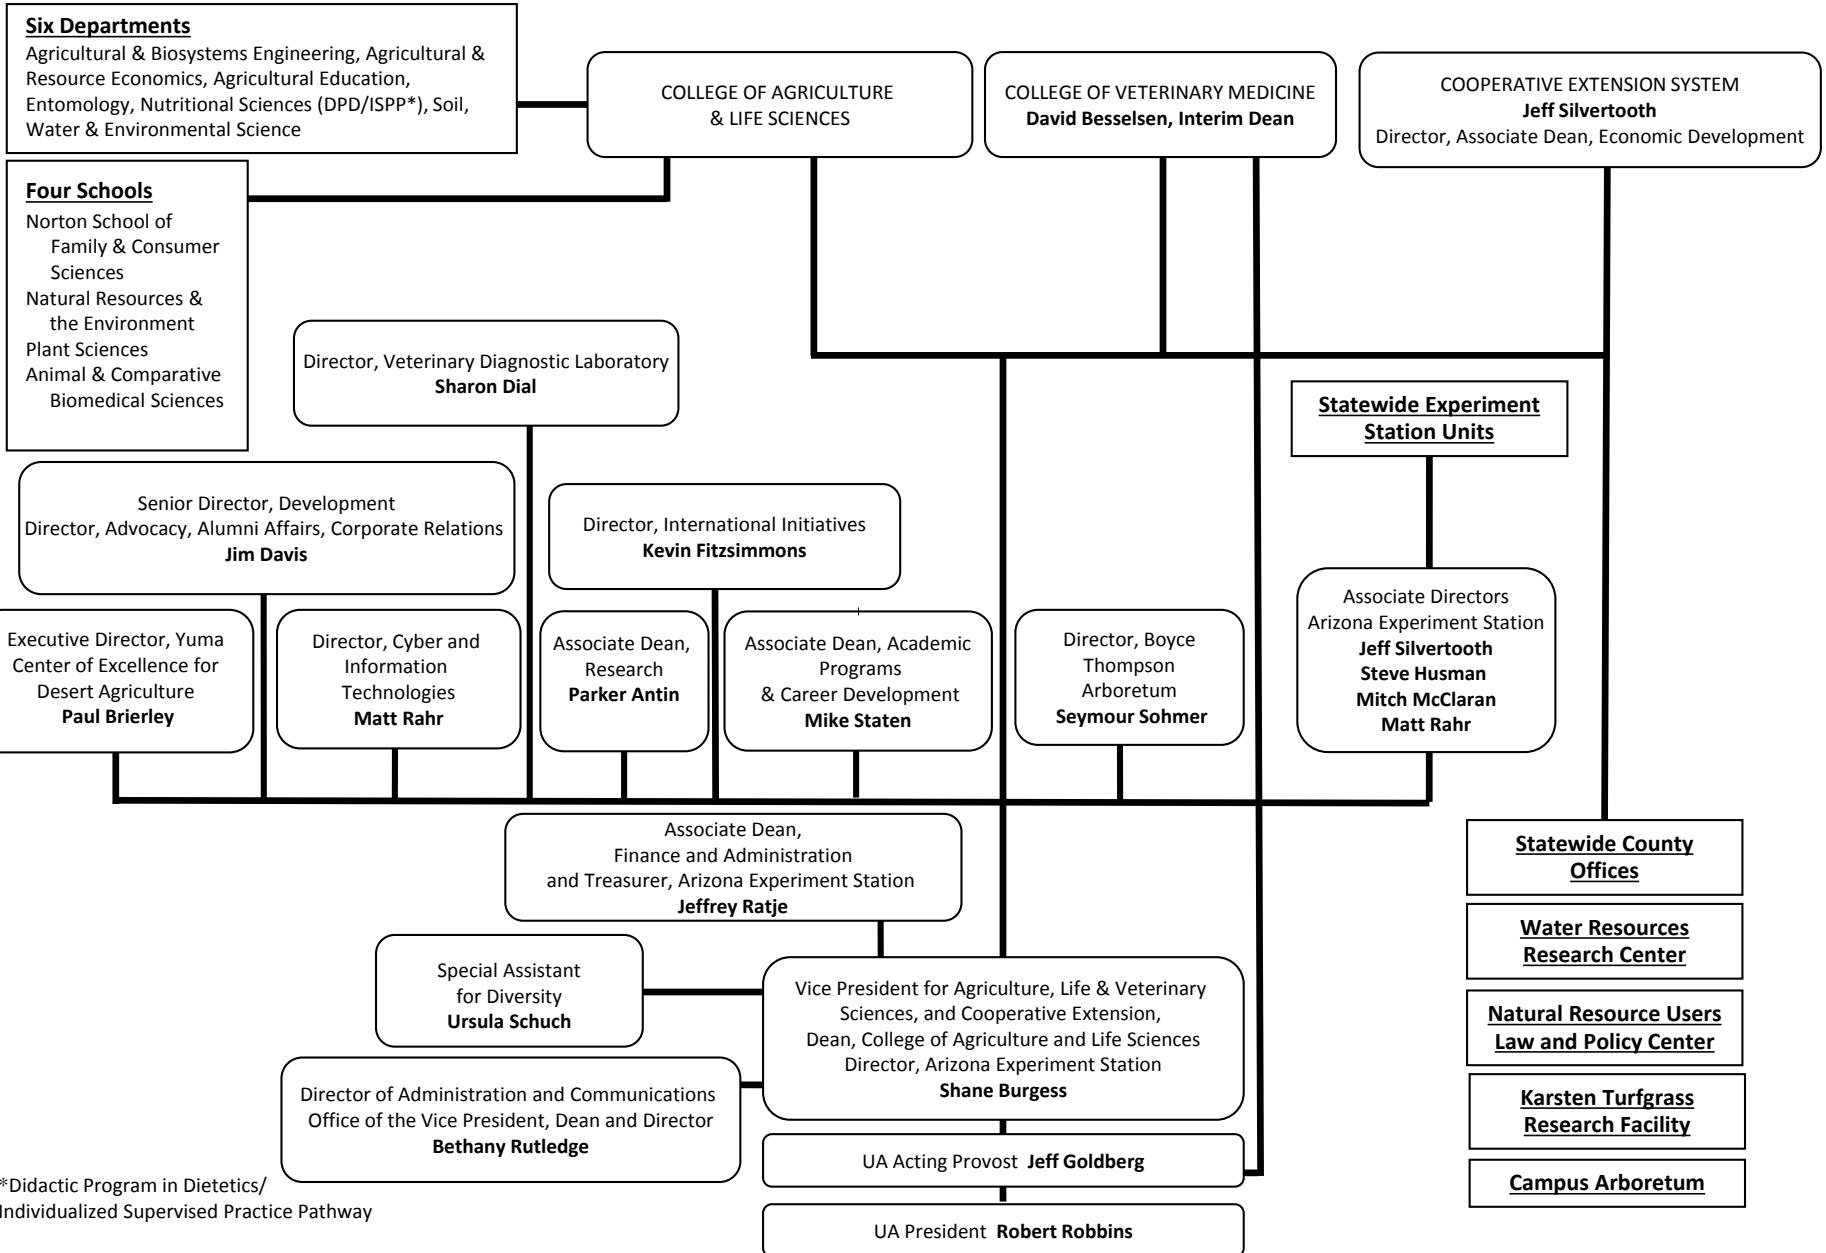 Six Departments
Agricultural & Biosystems Engineering, Agricultural &
Resource Economics, Agricultural Education,
Entomology, Nutritional Sciences (DPD/ISPP*), Soil,
Water & Environmental Science
COLLEGE OF AGRICULTURE
& LIFE SCIENCES
COLLEGE OF VETERINARY MEDICINE
David Besselsen, Interim Dean
COOPERATIVE EXTENSION SYSTEM
Jeff Silvertooth
Director, Associate Dean, Economic Development
Four Schools
Norton School of
Family & Consumer
Sciences
Natural Resources &
the Environment
Plant Sciences
Animal & Comparative
Biomedical Sciences
Director, Veterinary Diagnostic Laboratory
Sharon Dial
Statewide Experiment
Station Units
Senior Director, Development
Director, Advocacy, Alumni Affairs, Corporate Relations
Jim Davis
Director, International Initiatives
Kevin Fitzsimmons
Executive Director, Yuma
Center of Excellence for
Desert Agriculture
Paul Brierley
Director, Cyber and
Information
Technologies
Matt Rahr
Associate Dean,
Research
Parker Antin
Associate Dean, Academic
Programs
& Career Development
Mike Staten
Director, Boyce
Thompson
Arboretum
Seymour Sohmer
Associate Directors
Arizona Experiment Station
Jeff Silvertooth
Steve Husman
Mitch McClaran
Matt Rahr
Associate Dean,
Finance and Administration
and Treasurer, Arizona Experiment Station
Jeffrey Ratje
Statewide County
Offices
Water Resources
Research Center
Natural Resource Users
Law and Policy Center
Karsten Turfgrass
Research Facility
Campus Arboretum
Special Assistant
for Diversity
Ursula Schuch
Vice President for Agriculture, Life & Veterinary
Sciences, and Cooperative Extension,
Dean, College of Agriculture and Life Sciences
Director, Arizona Experiment Station
Shane Burgess
Director of Administration and Communications
Office of the Vice President, Dean and Director
Bethany Rutledge
UA Acting Provost Jeff Goldberg
UA President Robert Robbins
*Didactic Program in Dietetics/
Individualized Supervised Practice Pathway